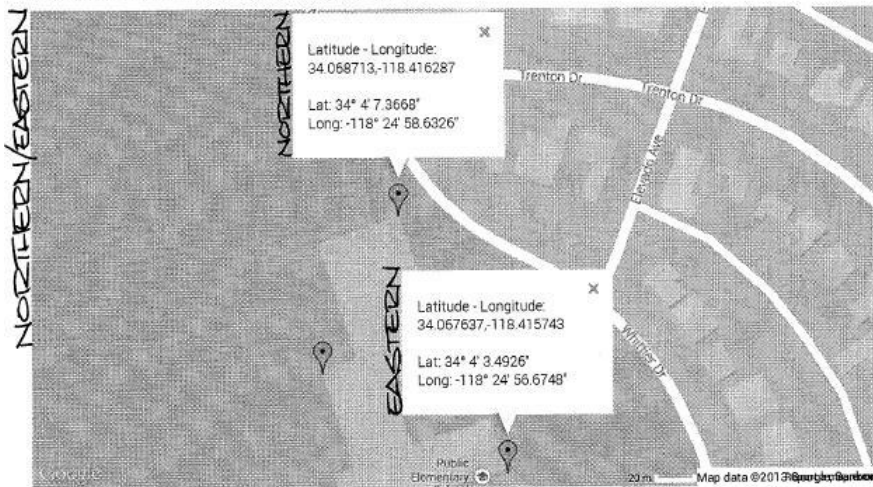 NORTHERN/EASTERN
NORTHERN
Latitude - Longitude:
34.068713,-118.416287
Lat: 34° 4' 7.3668"
Long: -118° 24' 58.6326"
Trenton Dr
Trenton Dr
Elevado Ave
EASTERN
Latitude - Longitude:
34.067637,-118.415743
Lat: 34° 4' 3.4926"
Long: -118° 24' 56.6748"
Whittier Dr
Public
Elementary
Google
20 m
Map data ©2013